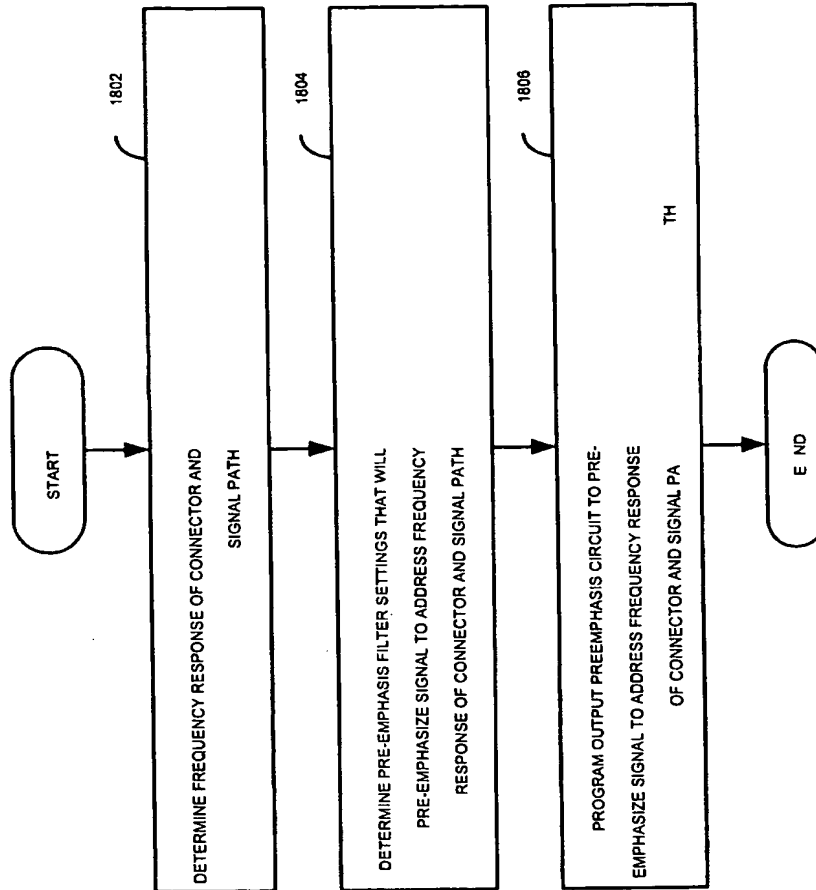 START
1802
DETERMINE FREQUENCY RESPONSE OF CONNECTOR AND
SIGNAL PATH
1804
DETERMINE PRE-EMPHASIS FILTER SETTINGS THAT WILL
PRE-EMPHASIZE SIGNAL TO ADDRESS FREQUENCY
RESPONSE OF CONNECTOR AND SIGNAL PATH
1806
PROGRAM OUTPUT PREEMPHASIS CIRCUIT TO PRE-
EMPHASIZE SIGNAL TO ADDRESS FREQUENCY RESPONSE
OF CONNECTOR AND SIGNAL PA TH
E ND